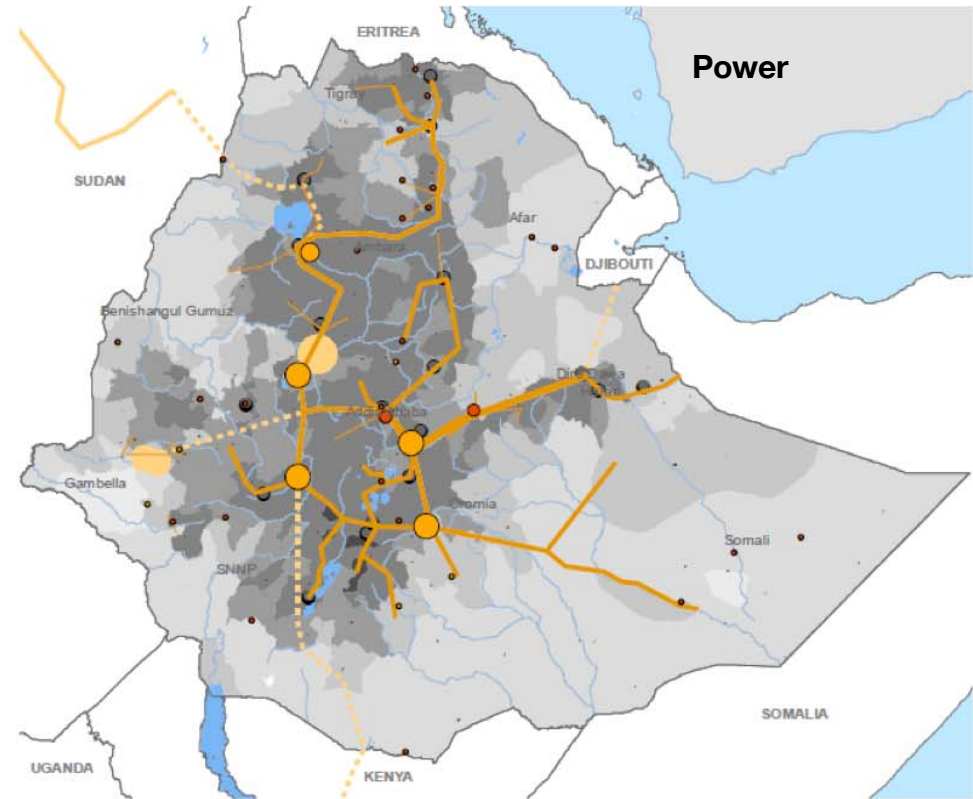 ERITREA
Power
Tigray
SUDAN
Afar
Amhara
DJIBOUTI
Benishangul Gumuz
Dire Dawa
Addis Ababa
Gambella
Oromia
Somali
SNNP
SOMALIA
UGANDA
KENYA